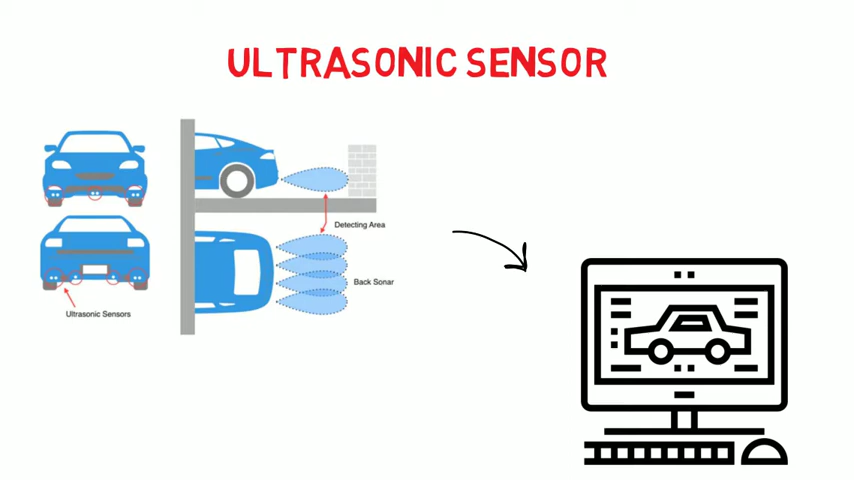 ULTRASONIC SENSOR
Detecting Area
Back Sonar
Ultrasonic Sensors